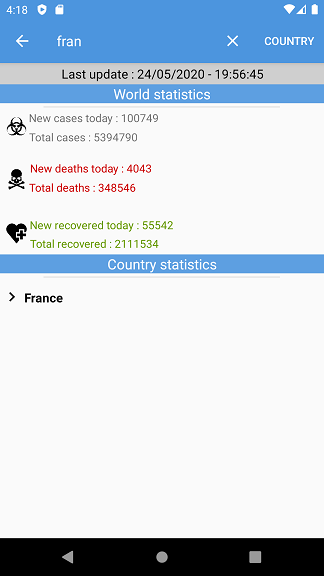 4:18
fran
COUNTRY
Last update : 24/05/2020 - 19:56:45
World statistics
New cases today : 100749
Total cases : 5394790
New deaths today : 4043
Total deaths : 348546
New recovered today : 55542
Total recovered : 2111534
Country statistics
France